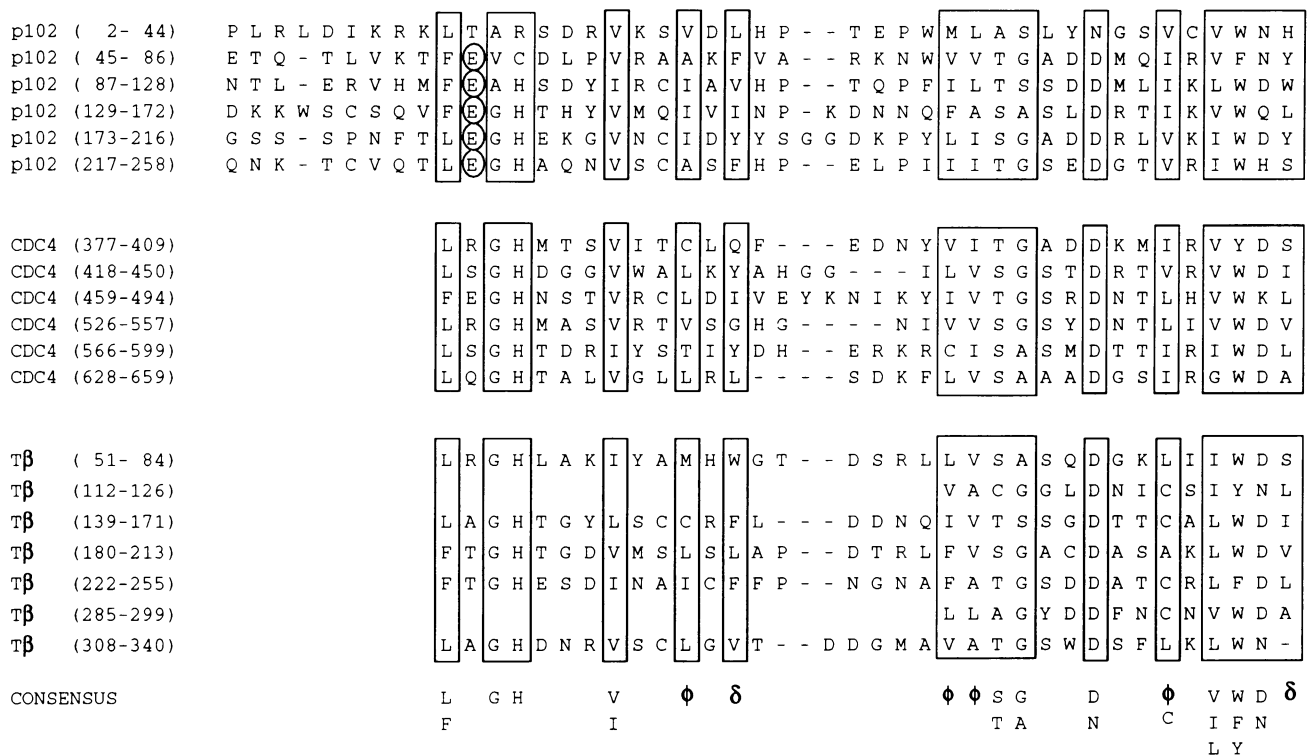 p102 ( 2- 44) P L R L D I K R K L T A R S D R V K S V D L H P - - T E P W M L A S L Y N G S V C V W N H
p102 ( 45- 86) E T Q - T L V K T F E V C D L P V R A A K F V A - - R K N W V V T G A D D M Q I R V F N Y
p102 ( 87-128) N T L - E R V H M F E A H S D Y I R C I A V H P - - T Q P F I L T S S D D M L I K L W D W
p102 (129-172) D K K W S C S Q V F E G H T H Y V M Q I V I N P - K D N N Q F A S A S L D R T I K V W Q L
p102 (173-216) G S S - S P N F T L E G H E K G V N C I D Y Y S G G D K P Y L I S G A D D R L V K I W D Y
p102 (217-258) Q N K - T C V Q T L E G H A Q N V S C A S F H P - - E L P I I I T G S E D G T V R I W H S
CDC4 (377-409) L R G H M T S V I T C L Q F - - - E D N Y V I T G A D D K M I R V Y D S
CDC4 (418-450) L S G H D G G V W A L K Y A H G G - - - I L V S G S T D R T V R V W D I
CDC4 (459-494) F E G H N S T V R C L D I V E Y K N I K Y I V T G S R D N T L H V W K L
CDC4 (526-557) L R G H M A S V R T V S G H G - - - - N I V V S G S Y D N T L I V W D V
CDC4 (566-599) L S G H T D R I Y S T I Y D H - - E R K R C I S A S M D T T I R I W D L
CDC4 (628-659) L Q G H T A L V G L L R L - - - - S D K F L V S A A A D G S I R G W D A
Tβ ( 51- 84) L R G H L A K I Y A M H W G T - - D S R L L V S A S Q D G K L I I W D S
Tβ (112-126) V A C G G L D N I C S I Y N L
Tβ (139-171) L A G H T G Y L S C C R F L - - - D D N Q I V T S S G D T T C A L W D I
Tβ (180-213) F T G H T G D V M S L S L A P - - D T R L F V S G A C D A S A K L W D V
Tβ (222-255) F T G H E S D I N A I C F F P - - N G N A F A T G S D D A T C R L F D L
Tβ (285-299) L L A G Y D D F N C N V W D A
Tβ (308-340) L A G H D N R V S C L G V T - - D D G M A V A T G S W D S F L K L W N -
CONSENSUS L G H V ϕ δ ϕ ϕ S G D ϕ V W D δ
F I T A N C I F N
L Y